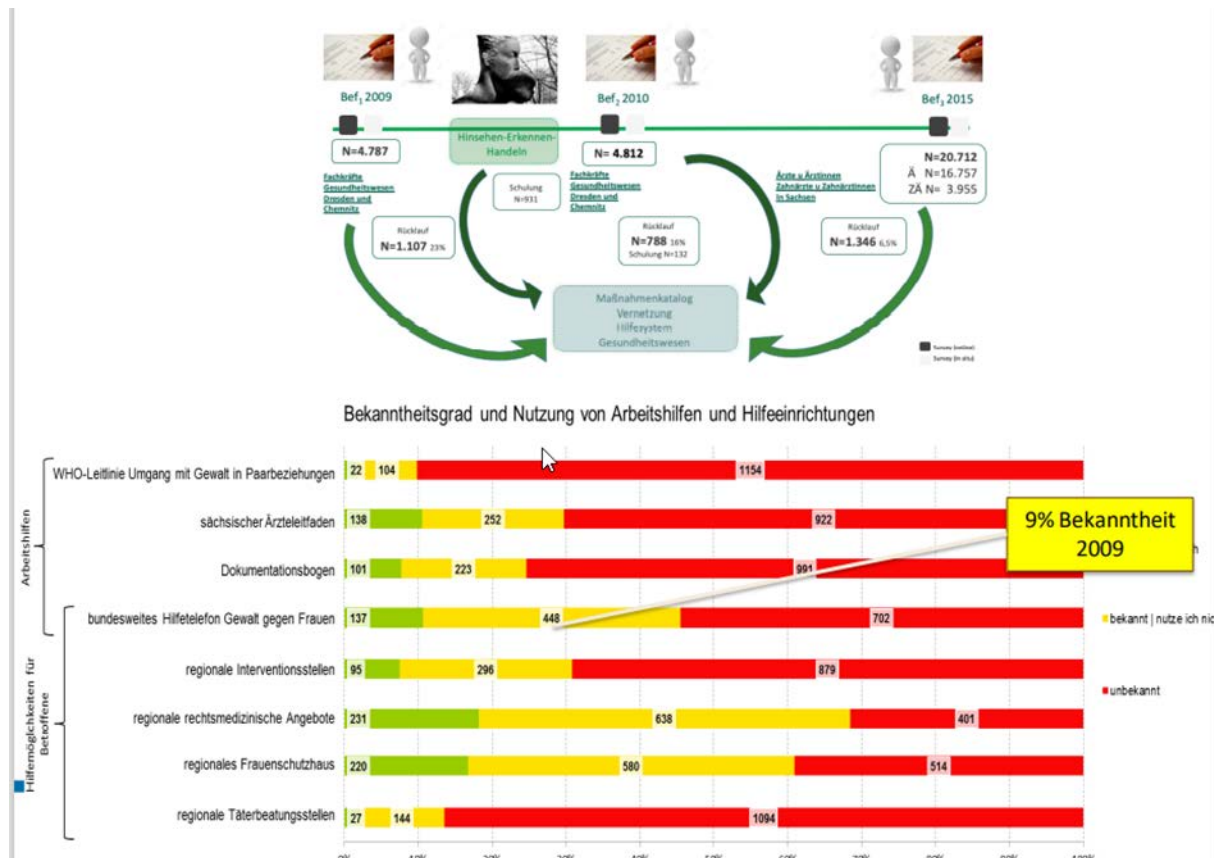 Bef1 2009
Bef2 2010
Bef3 2015
N=4.787
Hinsehen-Erkennen-
Handeln
N= 4.812
N=20.712
Ä N=16.757
ZÄ N= 3.955
Fachkräfte
Gesundheitswesen
Dresden und
Chemnitz
Schulung
N=931
Fachkräfte
Gesundheitswesen
Dresden und
Chemnitz
Ärzte u Ärztinnen
Zahnärzte u Zahnärztinnen
In Sachsen
Rücklauf
N=1.107 23%
Rücklauf
N=788 16%
Schulung N=132
Rücklauf
N=1.346 6,5%
Maßnahmenkatalog
Vernetzung
Hilfesystem
Gesundheitswesen
Survey (online)
Survey (in situ)
Bekanntheitsgrad und Nutzung von Arbeitshilfen und Hilfeeinrichtungen
Arbeitshilfen
Hilfemöglichkeiten für
Betroffene
WHO-Leitlinie Umgang mit Gewalt in Paarbeziehungen 22 104 1154
sächsischer Ärzteleitfaden 138 252 922
9% Bekanntheit
2009
Dokumentationsbogen 101 223 991
bundesweites Hilfetelefon Gewalt gegen Frauen 137 448 702
bekannt | nutze ich nic
regionale Interventionsstellen 95 296 879
unbekannt
regionale rechtsmedizinische Angebote 231 638 401
regionales Frauenschutzhaus 220 580 514
regionale Täterbeatungsstellen 27 144 1094